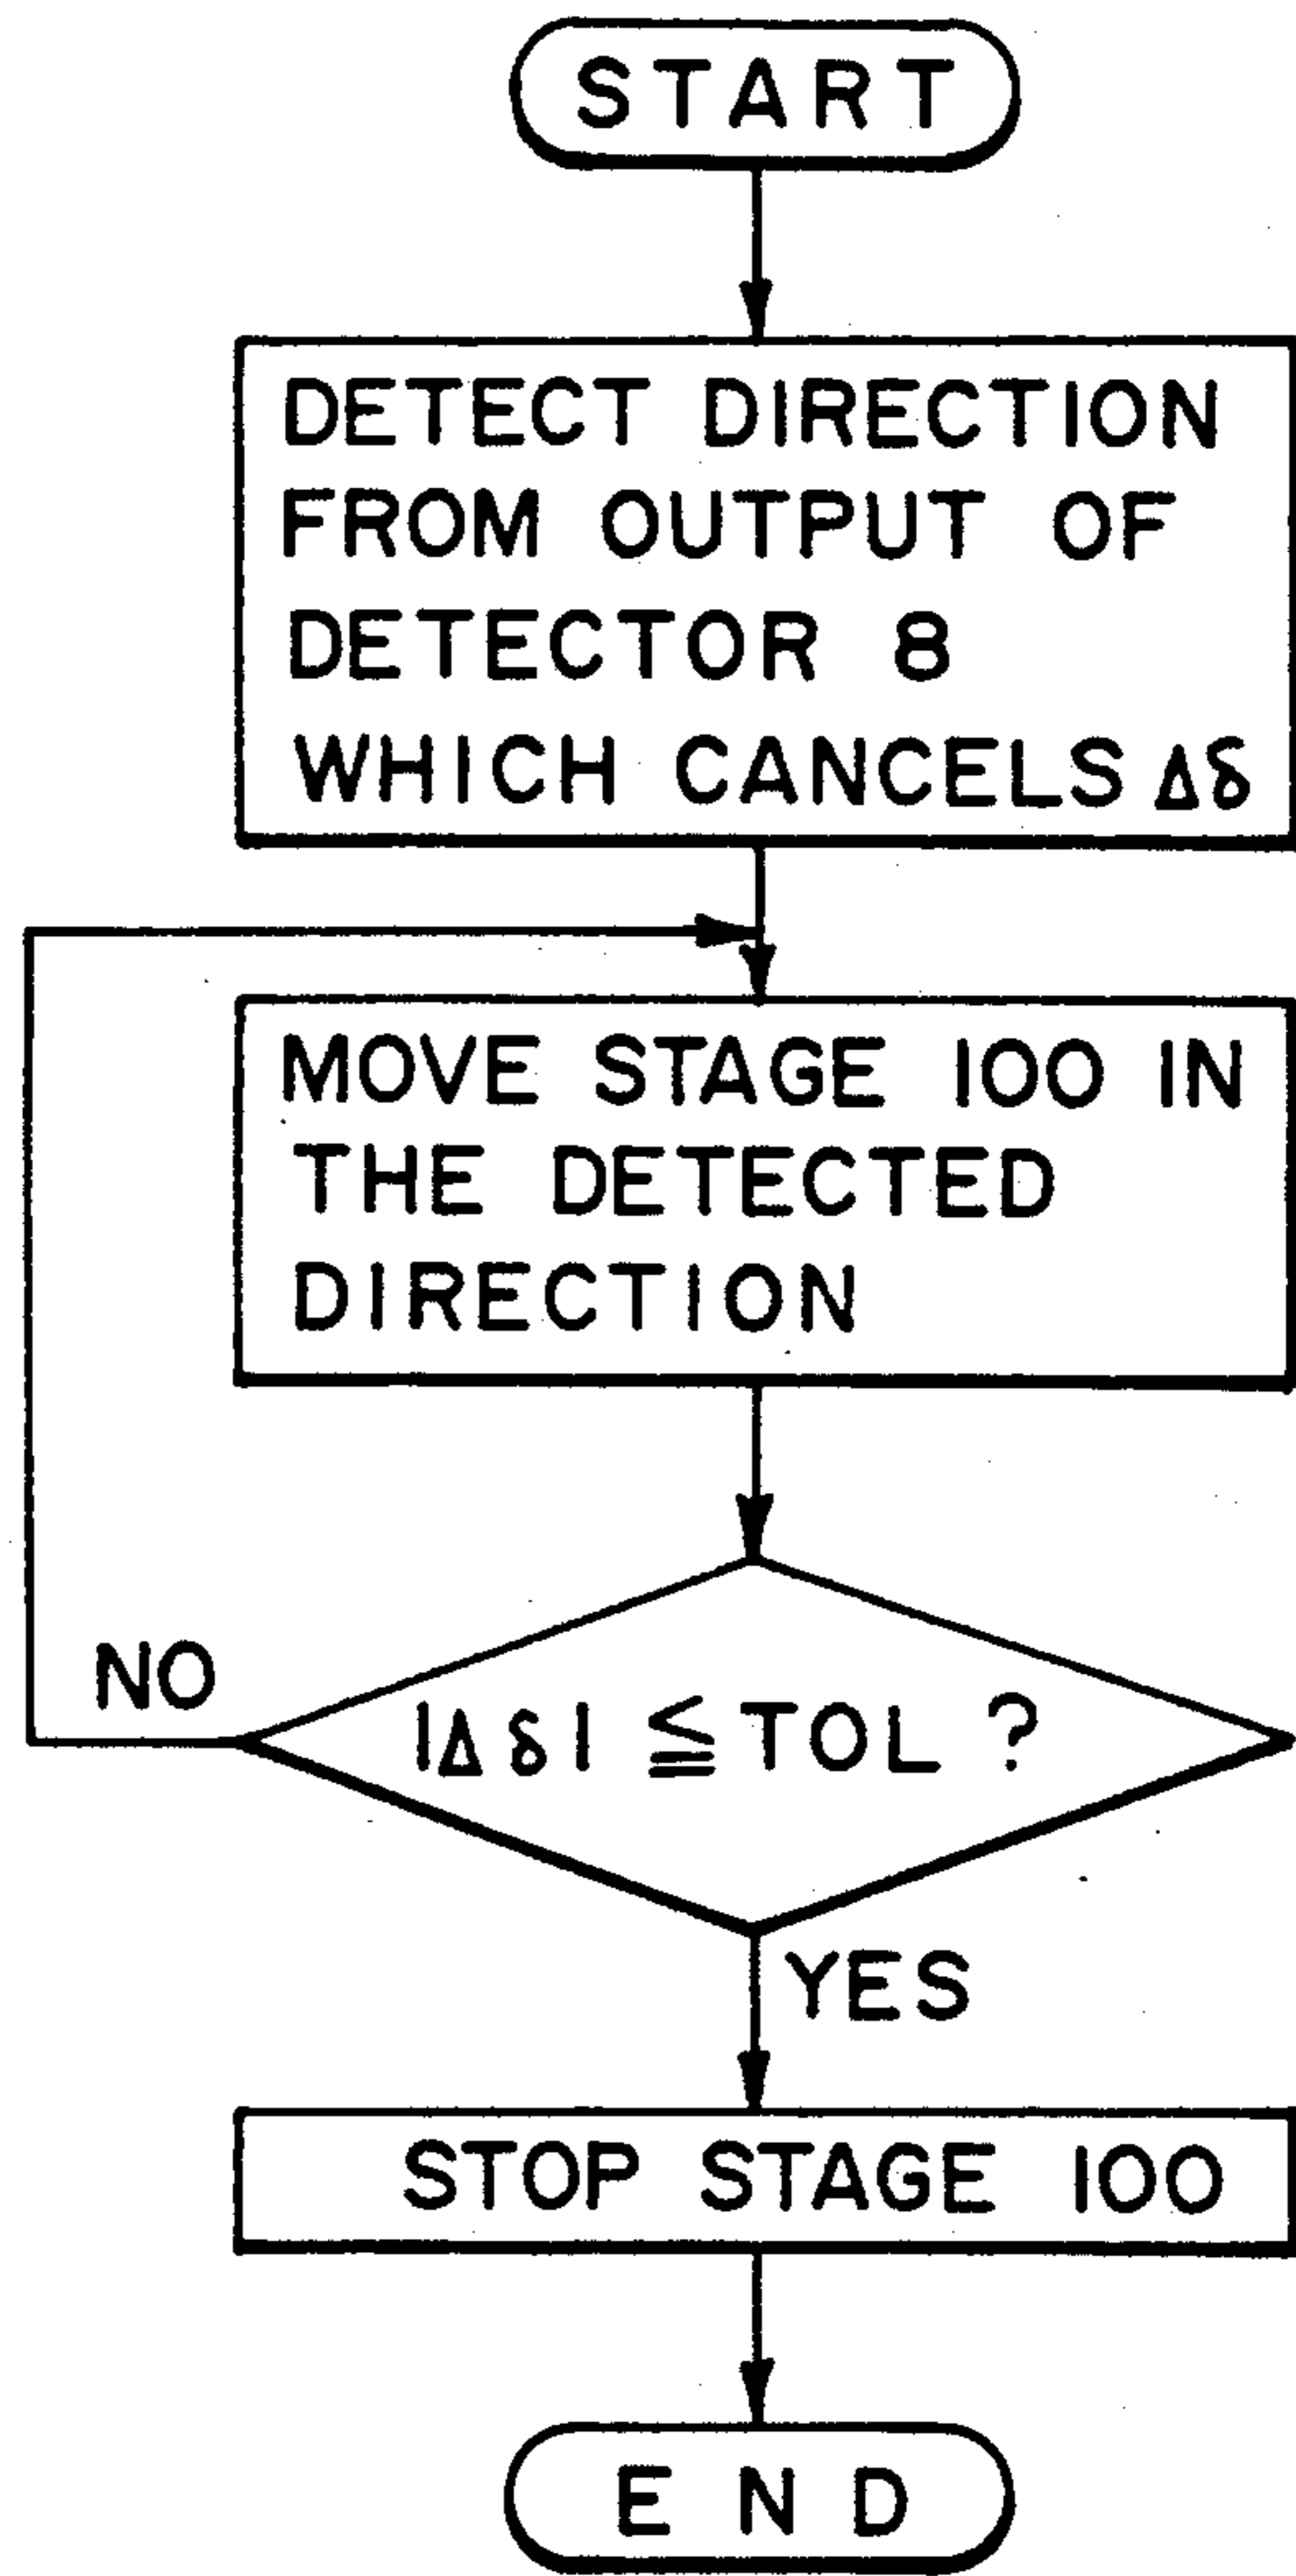 START
DETECT DIRECTION
FROM OUTPUT OF
DETECTOR 8
WHICH CANCELS Δδ
MOVE STAGE 100 IN
THE DETECTED
DIRECTION
NO
|Δδ| ≦ TOL ?
YES
STOP STAGE 100
END